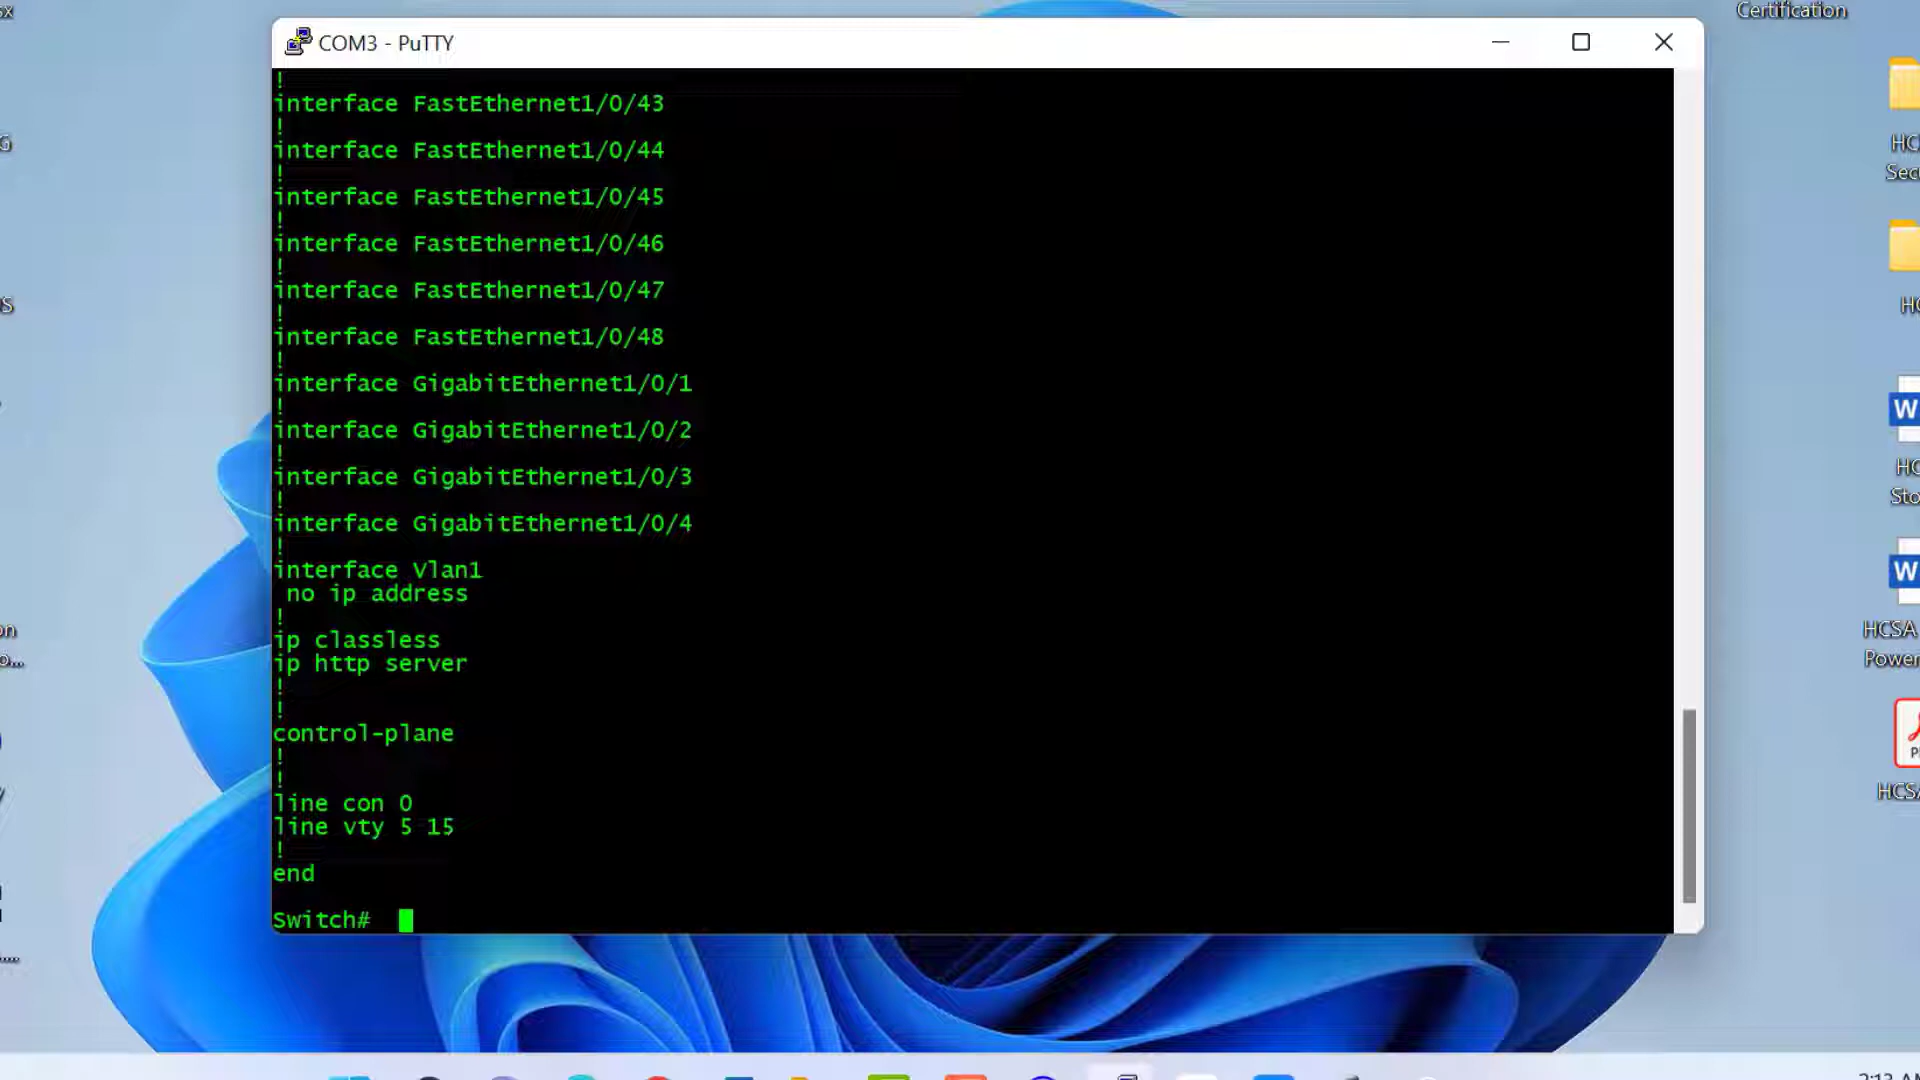 Certification
COM3 - PuTTY
!
interface FastEthernet1/0/43
!
interface FastEthernet1/0/44
!
interface FastEthernet1/0/45
!
interface FastEthernet1/0/46
!
interface FastEthernet1/0/47
!
interface FastEthernet1/0/48
!
interface GigabitEthernet1/0/1
!
interface GigabitEthernet1/0/2
!
interface GigabitEthernet1/0/3
!
interface GigabitEthernet1/0/4
!
interface Vlan1
no ip address
!
ip classless
ip http server
!
!
control-plane
!
!
line con 0
line vty 5 15
!
end
Switch#
HCSA
Power